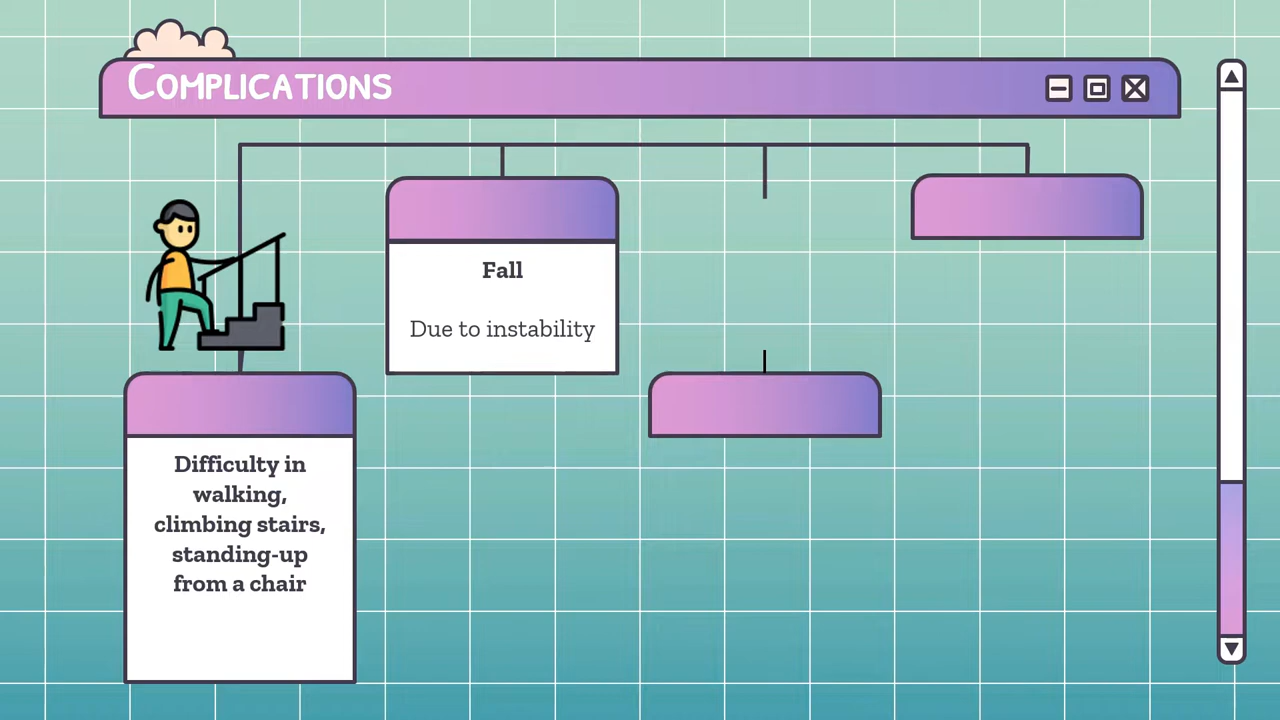 COMPLICATIONS
Fall
Due to instability
Difficulty in
walking,
climbing stairs,
standing-up
from a chair